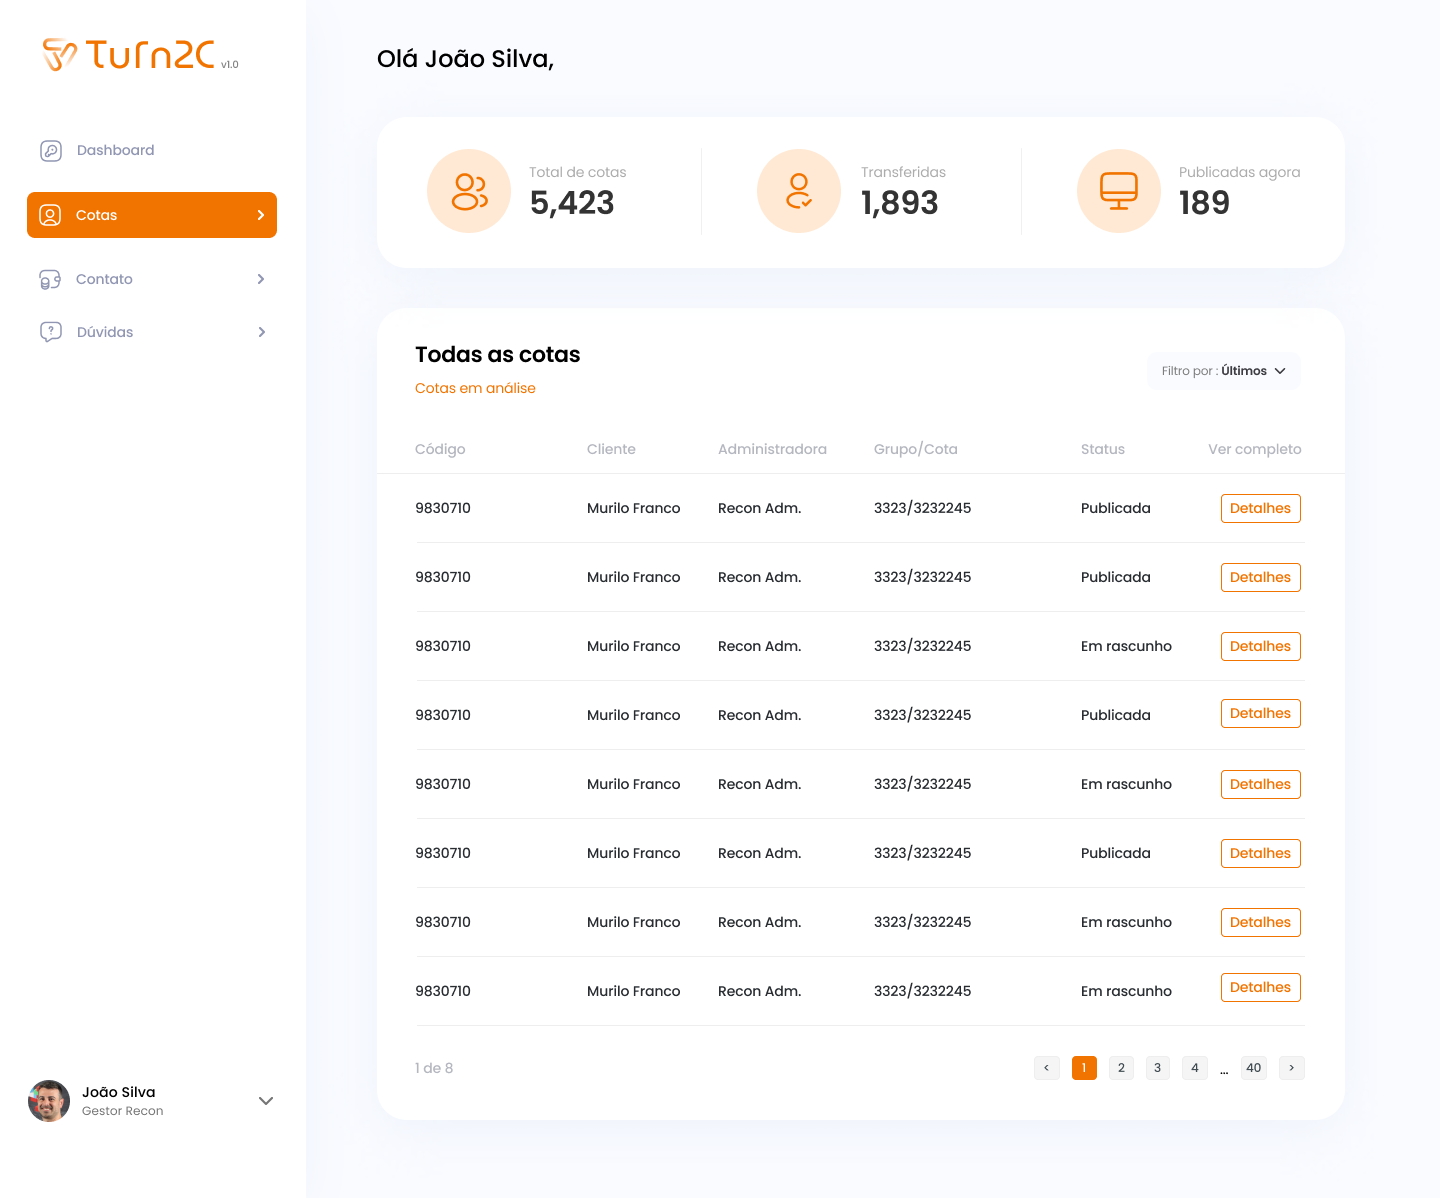 Turn2C v1.0
Dashboard
Cotas
Contato
Dúvidas
João Silva
Gestor Recon
Olá João Silva,
Total de cotas
5,423
Transferidas
1,893
Publicadas agora
189
Todas as cotas
Cotas em análise
Filtro por : Últimos
Código Cliente Administradora Grupo/Cota Status Ver completo
9830710 Murilo Franco Recon Adm. 3323/3232245 Publicada Detalhes
9830710 Murilo Franco Recon Adm. 3323/3232245 Publicada Detalhes
9830710 Murilo Franco Recon Adm. 3323/3232245 Em rascunho Detalhes
9830710 Murilo Franco Recon Adm. 3323/3232245 Publicada Detalhes
9830710 Murilo Franco Recon Adm. 3323/3232245 Em rascunho Detalhes
9830710 Murilo Franco Recon Adm. 3323/3232245 Publicada Detalhes
9830710 Murilo Franco Recon Adm. 3323/3232245 Em rascunho Detalhes
9830710 Murilo Franco Recon Adm. 3323/3232245 Em rascunho Detalhes
1 de 8 < 1 2 3 4 ... 40 >